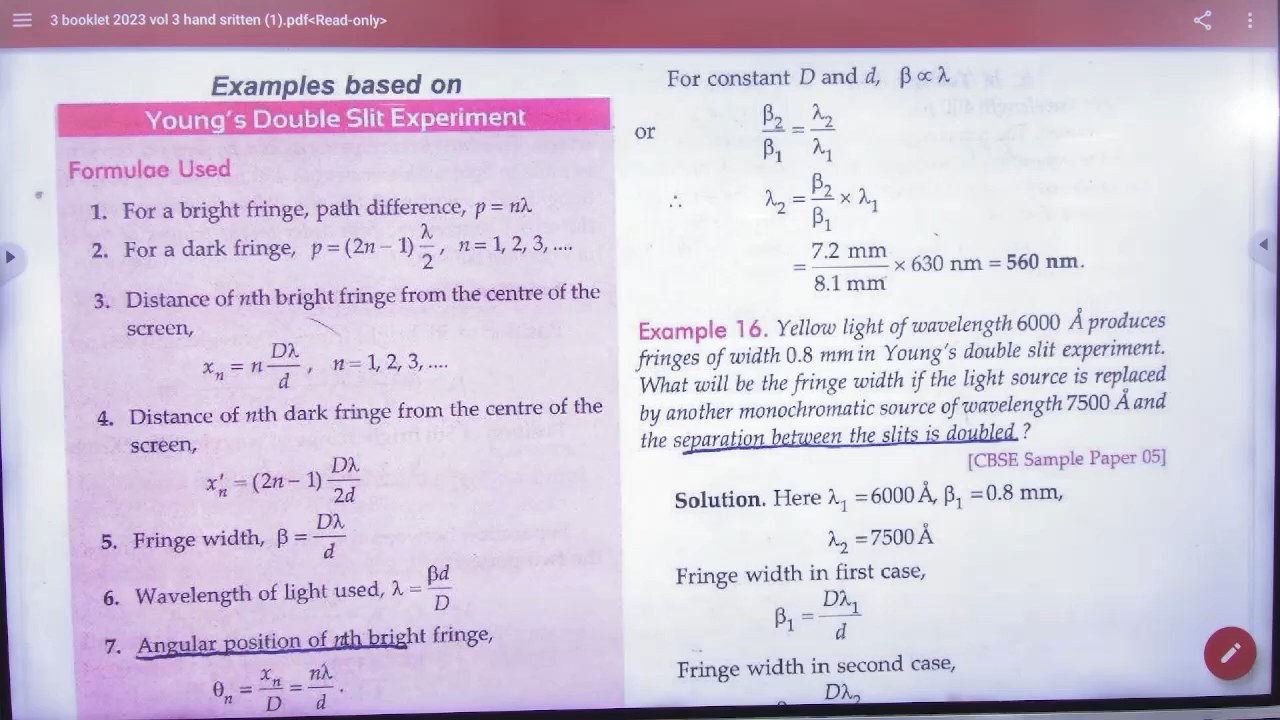 3 booklet 2023 vol 3 hand sritten (1).pdf<Read-only>
Examples based on
Young's Double Slit Experiment
Formulae Used
1. For a bright fringe, path difference, p = nλ
2. For a dark fringe, p = (2n − 1) λ/2, n = 1, 2, 3, ....
3. Distance of nth bright fringe from the centre of the
screen,
xₙ = n Dλ/d, n = 1, 2, 3, ....
4. Distance of nth dark fringe from the centre of the
screen,
x′ₙ = (2n − 1) Dλ/2d
5. Fringe width, β = Dλ/d
6. Wavelength of light used, λ = βd/D
7. Angular position of nth bright fringe,
θₙ = xₙ/D = nλ/d.
For constant D and d, β ∝ λ
or β₂/β₁ = λ₂/λ₁
∴ λ₂ = β₂/β₁ × λ₁
= 7.2 mm/8.1 mm × 630 nm = 560 nm.
Example 16. Yellow light of wavelength 6000 Å produces
fringes of width 0.8 mm in Young's double slit experiment.
What will be the fringe width if the light source is replaced
by another monochromatic source of wavelength 7500 Å and
the separation between the slits is doubled ?
[CBSE Sample Paper 05]
Solution. Here λ₁ = 6000 Å, β₁ = 0.8 mm,
λ₂ = 7500 Å
Fringe width in first case,
β₁ = Dλ₁/d
Fringe width in second case,
Dλ₂